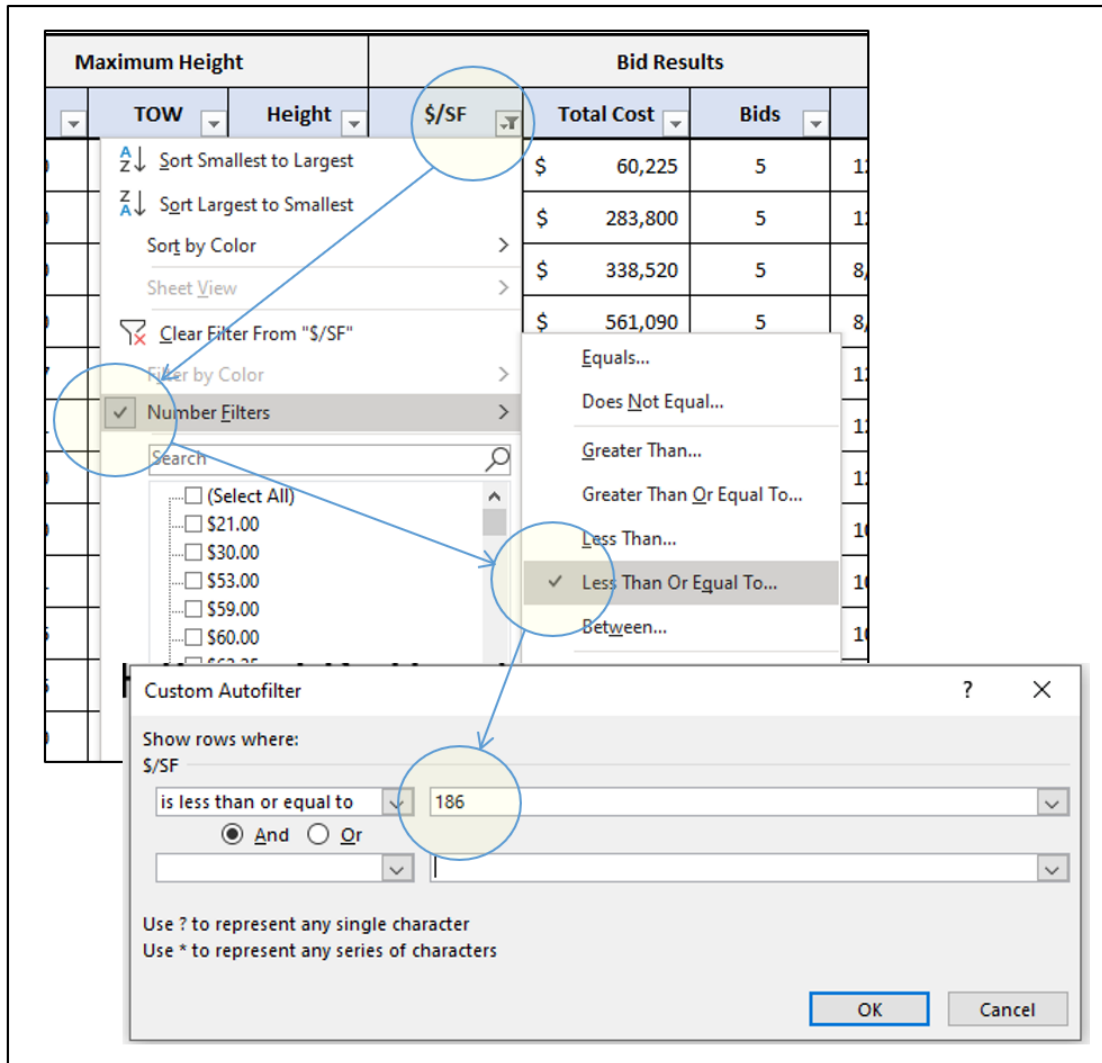 Maximum Height Bid Results
TOW Height $/SF Total Cost Bids
Sort Smallest to Largest
$ 60,225 5
Sort Largest to Smallest
$ 283,800 5
Sort by Color
$ 338,520 5 8/
Sheet View
$ 561,090 5 8/
Clear Filter From "$/SF"
Equals...
Filter by Color
Does Not Equal...
Number Filters
Greater Than...
Search
Greater Than Or Equal To...
(Select All)
$21.00
Less Than...
$30.00
$53.00
Less Than Or Equal To...
$59.00
Between...
$60.00
Custom Autofilter ?
Show rows where:
$/SF
is less than or equal to 186
And Or
Use ? to represent any single character
Use * to represent any series of characters
OK Cancel